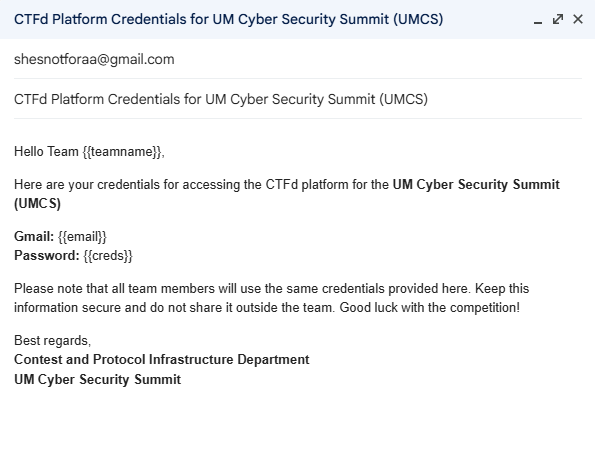 CTFd Platform Credentials for UM Cyber Security Summit (UMCS)
shesnotforaa@gmail.com
CTFd Platform Credentials for UM Cyber Security Summit (UMCS)
Hello Team {{teamname}},
Here are your credentials for accessing the CTFd platform for the UM Cyber Security Summit
(UMCS)
Gmail: {{email}}
Password: {{creds}}
Please note that all team members will use the same credentials provided here. Keep this
information secure and do not share it outside the team. Good luck with the competition!
Best regards,
Contest and Protocol Infrastructure Department
UM Cyber Security Summit